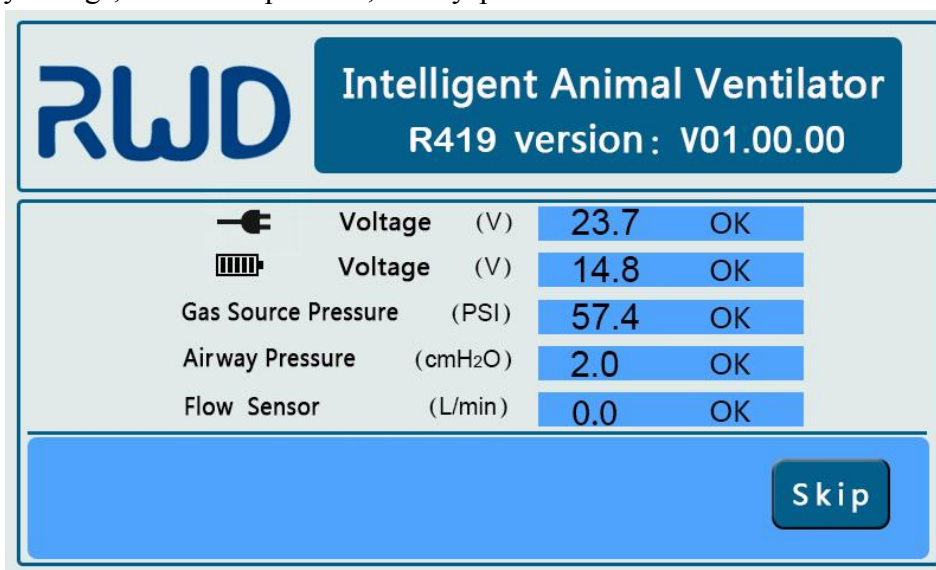 RWD
Intelligent Animal Ventilator
R419 version: V01.00.00
Voltage (V) 23.7 OK
Voltage (V) 14.8 OK
Gas Source Pressure (PSI) 57.4 OK
Airway Pressure (cmH₂O) 2.0 OK
Flow Sensor (L/min) 0.0 OK
Skip